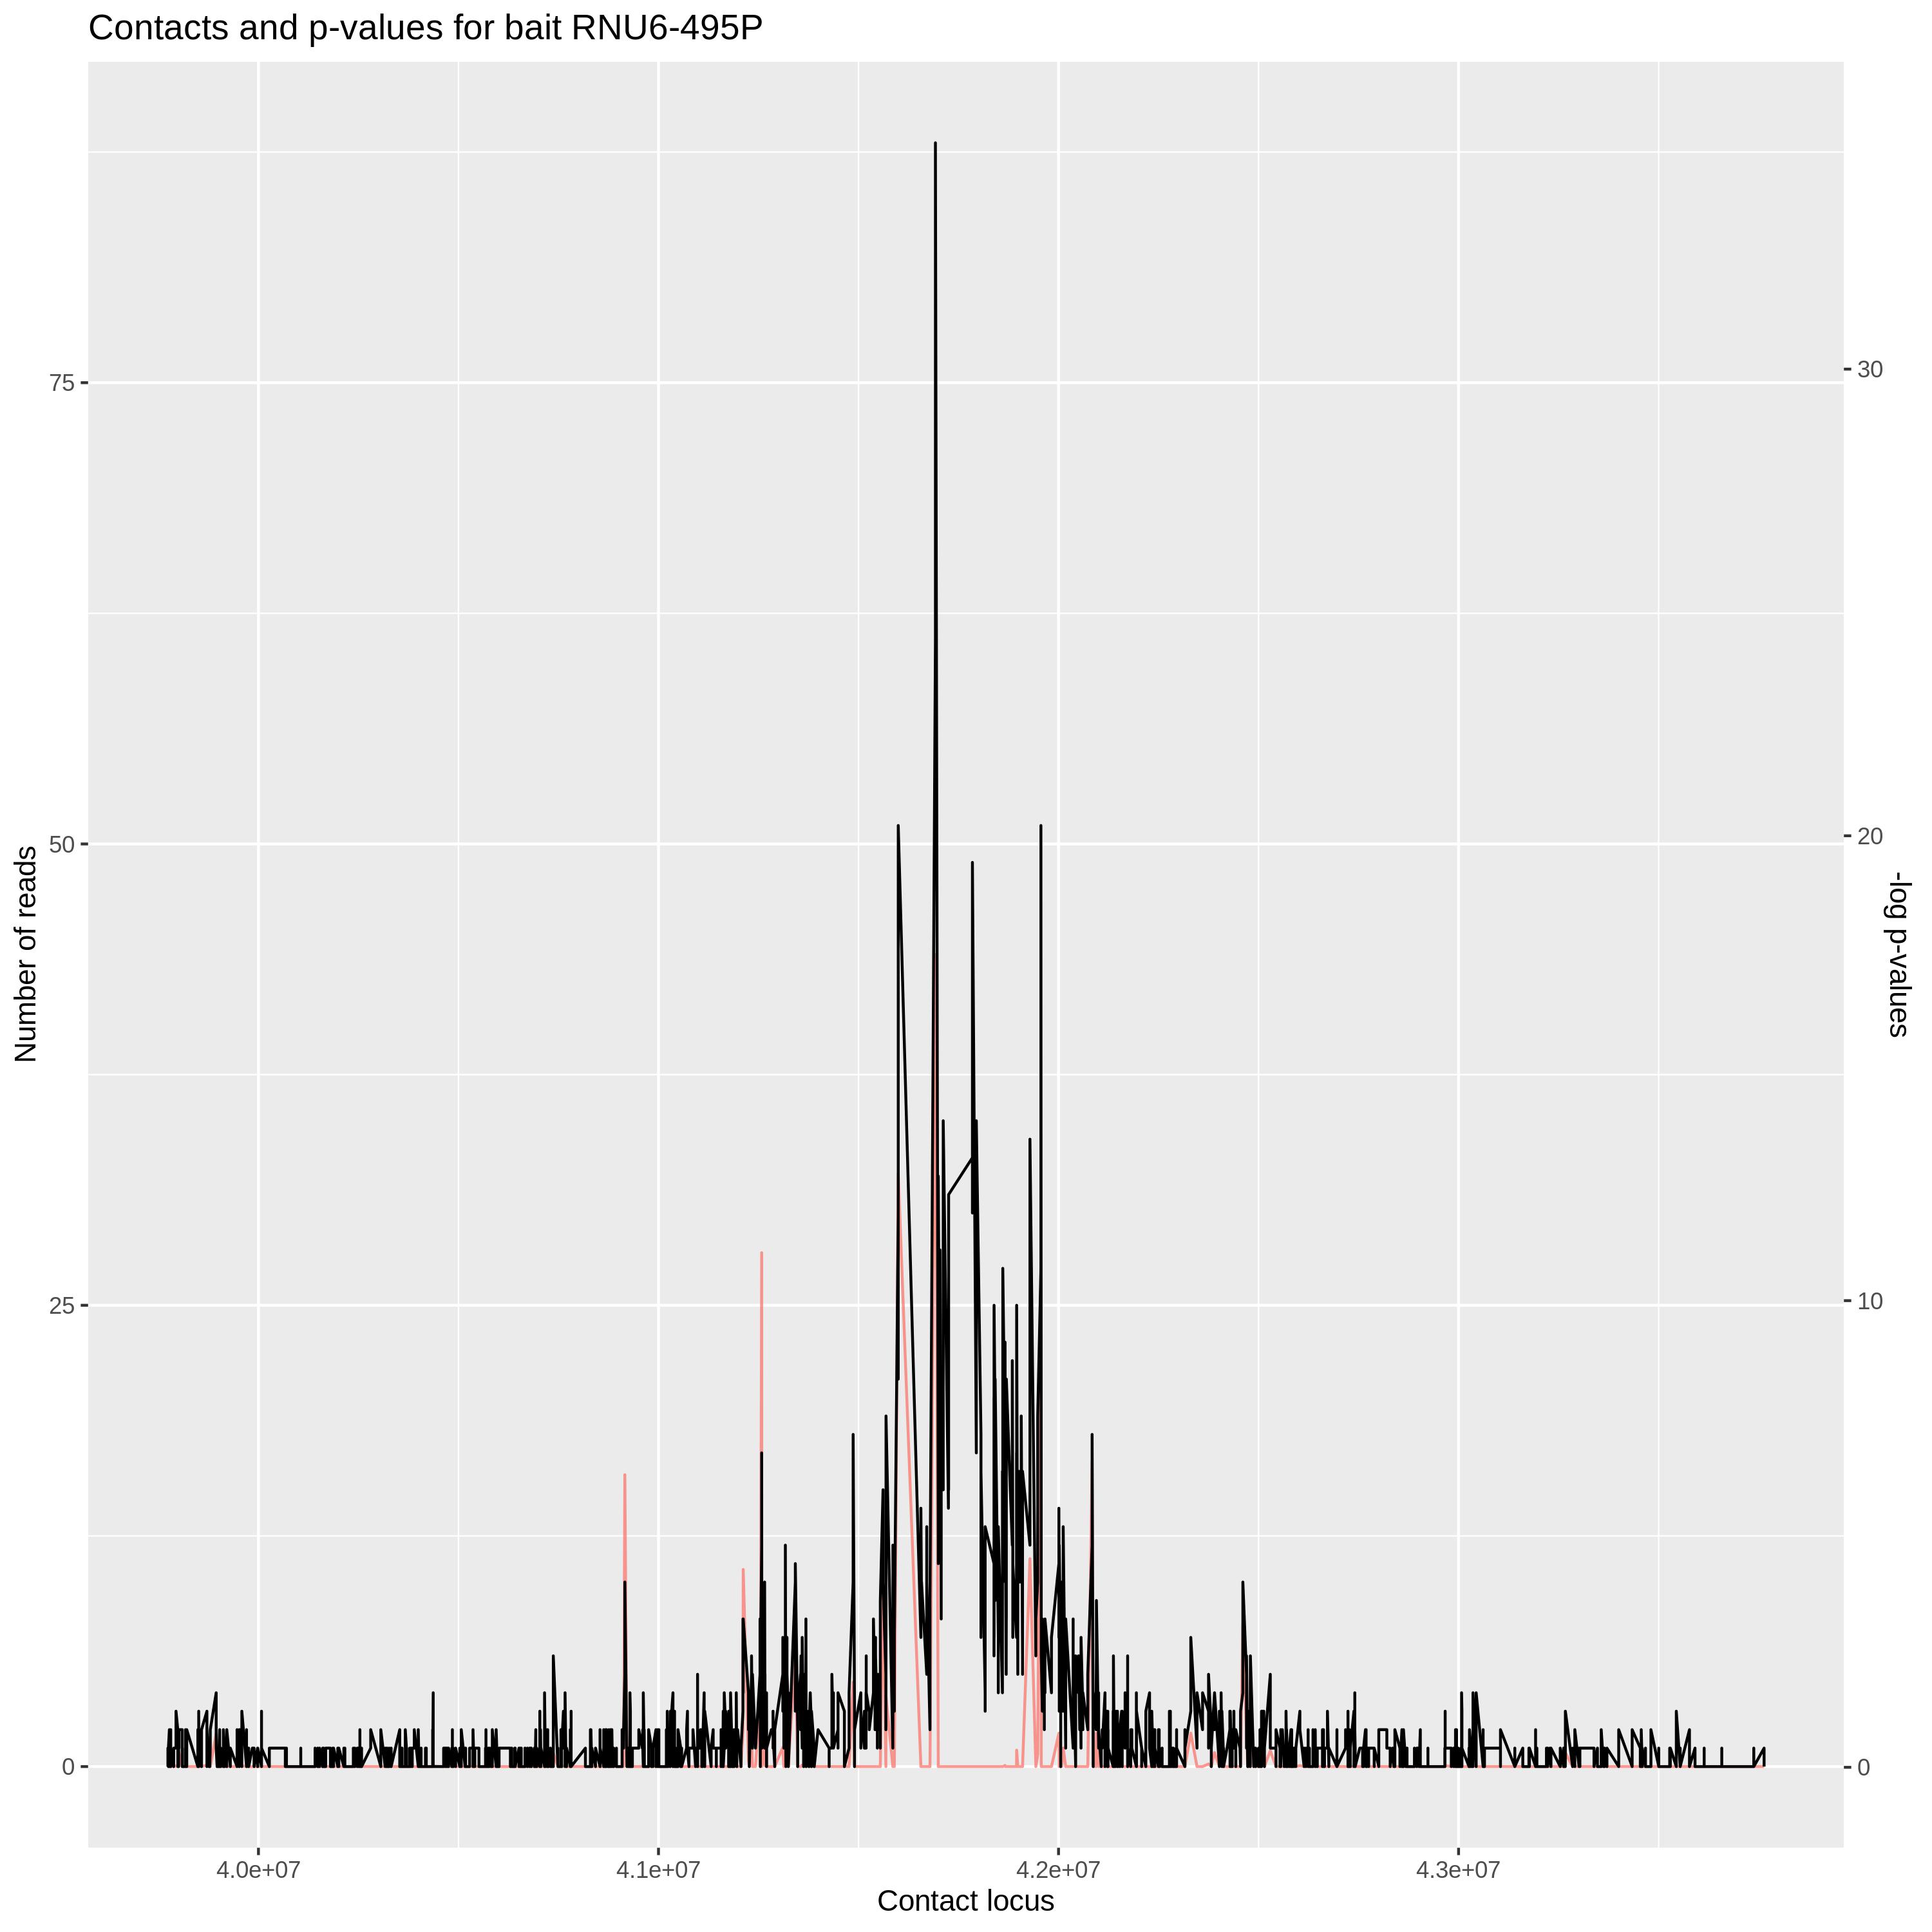 Contacts and p-values for bait RNU6-495P
75
50
25
0
30
20
10
0
Number of reads
-log p-values
4.0e+07 4.1e+07 4.2e+07 4.3e+07
Contact locus